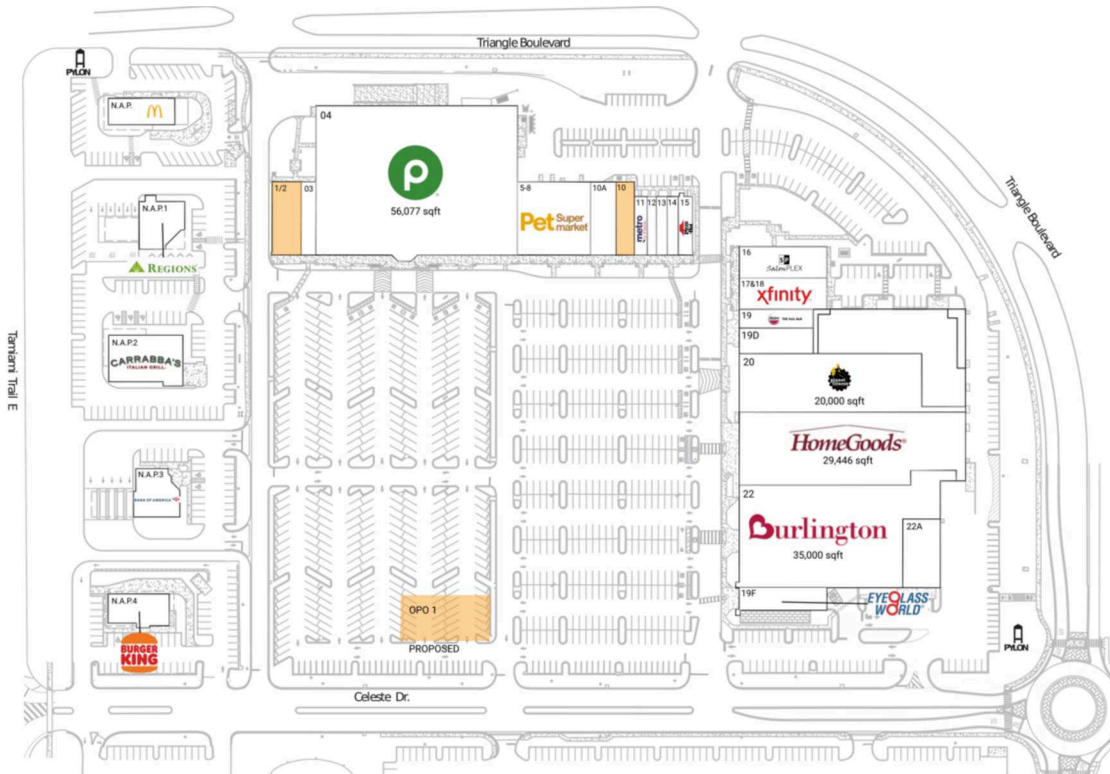 Triangle Boulevard
PYLON
N.A.P.
04
56,077 sqft
1/2
03
5-8
10A
10
Pet Super
market
11
12
13
14
15
metro
N.A.P.1
REGIONS
Triangle Boulevard
16
SalonPLEX
17&18
xfinity
19
19D
Tamiami Trail E
N.A.P.2
CARRABBA'S
ITALIAN GRILL
20
20,000 sqft
HomeGoods
29,446 sqft
N.A.P.3
BANK OF AMERICA
22
Burlington
35,000 sqft
22A
19F
EYEGLASS
WORLD
N.A.P.4
BURGER
KING
OPO 1
PROPOSED
PYLON
Celeste Dr.